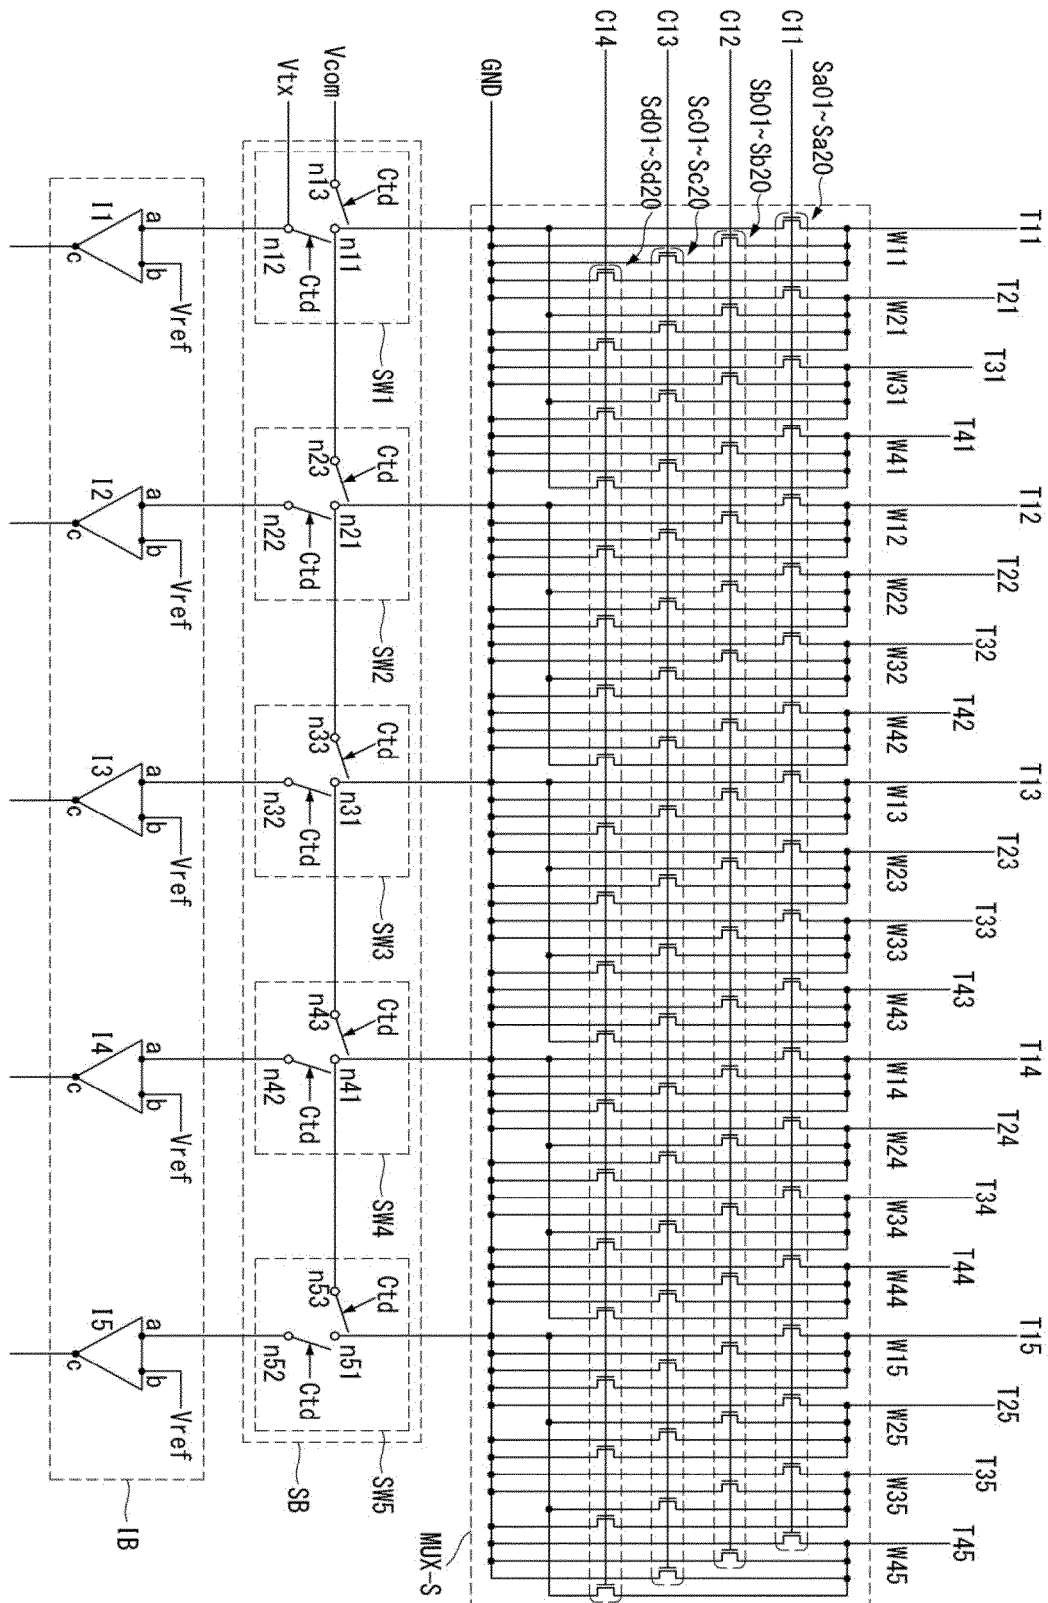 T11
T21
T31
T41
T12
T22
T32
T42
T13
T23
T33
T43
T14
T24
T34
T44
T15
T25
T35
T45
W11
W21
W31
W41
W12
W22
W32
W42
W13
W23
W33
W43
W14
W24
W34
W44
W15
W25
W35
W45
Sa01~Sa20
Sb01~Sb20
Sc01~Sc20
Sd01~Sd20
C11
C12
C13
C14
MUX-S
GND
Vcom
Vtx
n13
Ctd
n11
n12
Ctd
SW1
n23
Ctd
n21
n22
Ctd
SW2
n33
Ctd
n31
n32
Ctd
SW3
n43
Ctd
n41
n42
Ctd
SW4
n53
Ctd
n51
n52
Ctd
SW5
SB
I1
a
b
c
Vref
I2
a
b
c
Vref
I3
a
b
c
Vref
I4
a
b
c
Vref
I5
a
b
c
Vref
IB